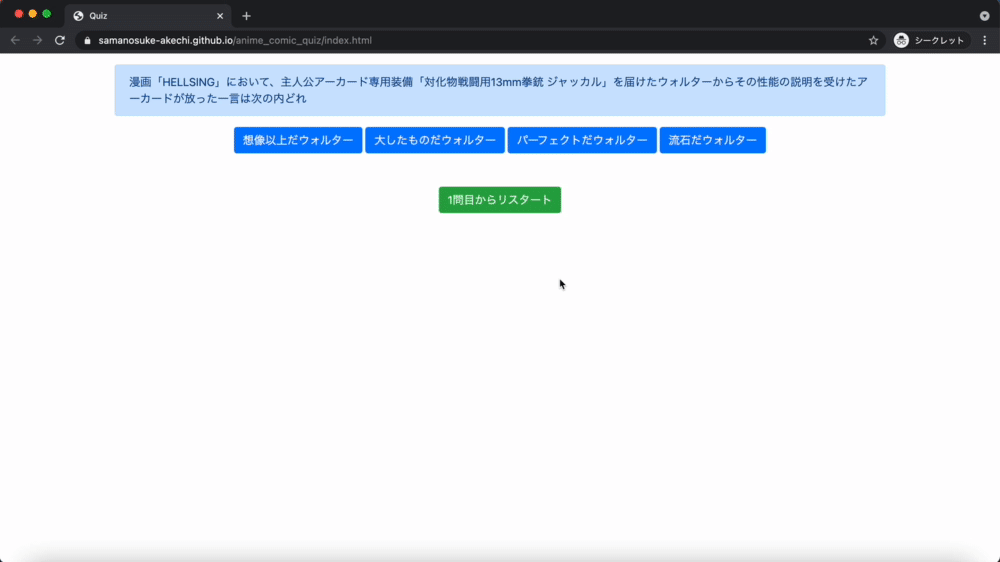 Quiz
samanosuke-akechi.github.io/anime_comic_quiz/index.html
シークレット
漫画「HELLSING」において、主人公アーカード専用装備「対化物戦闘用13mm拳銃 ジャッカル」を届けたウォルターからその性能の説明を受けたア
ーカードが放った一言は次の内どれ
想像以上だウォルター 大したものだウォルター パーフェクトだウォルター 流石だウォルター
1問目からリスタート